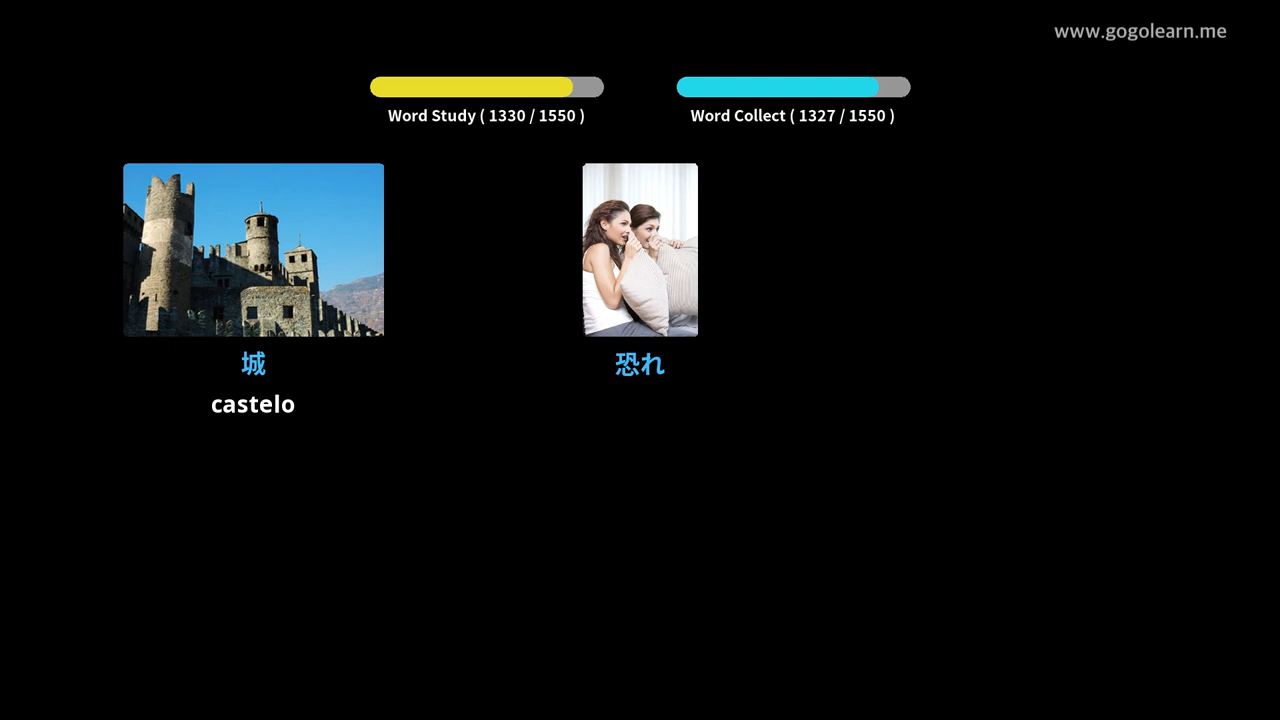 www.gogolearn.me
Word Study ( 1330 / 1550 )
Word Collect ( 1327 / 1550 )
城
恐れ
castelo